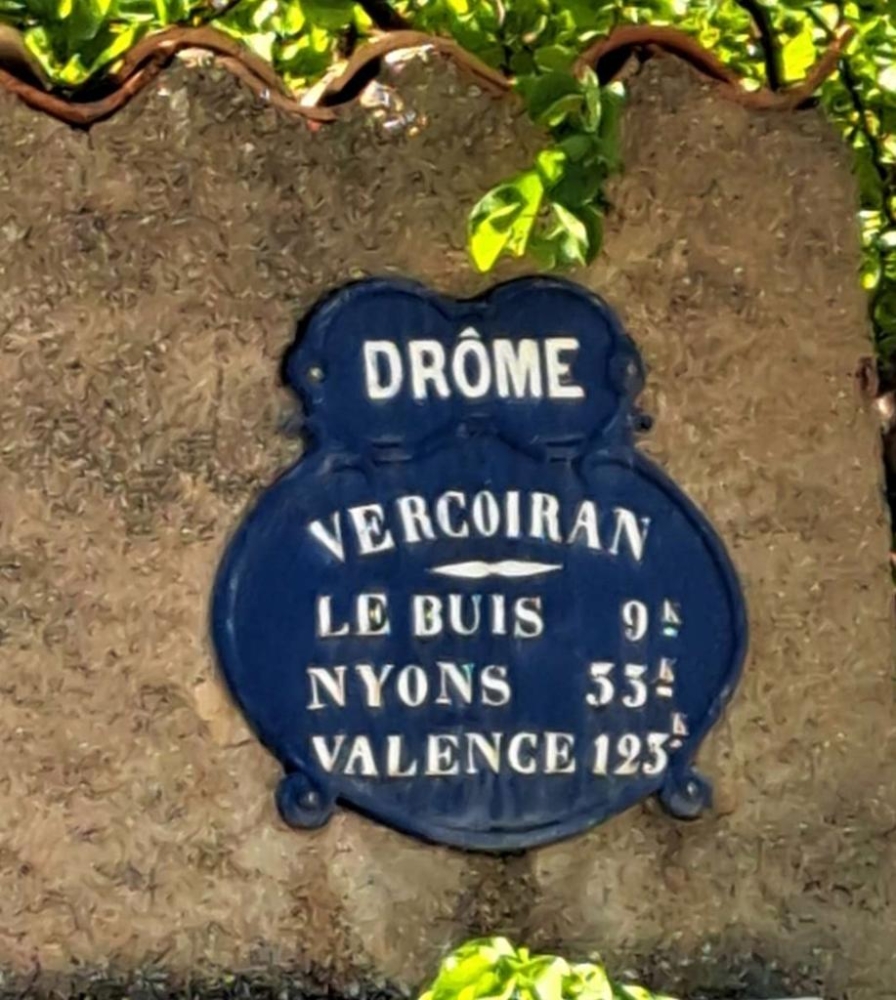 DRÔME
VERCOIRAN
LE BUIS 9K
NYONS 33K
VALENCE 123K